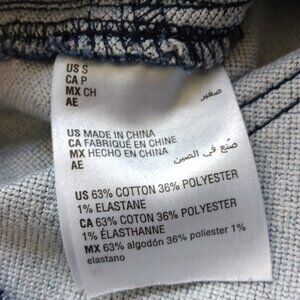 US S
CA P
MX CH
AE صغير
US MADE IN CHINA
CA FABRIQUÉ EN CHINE
MX HECHO EN CHINA
AE صنع في الصين
US 63% COTTON 36% POLYESTER
1% ELASTANE
CA 63% COTON 36% POLYESTER
1% ÉLASTHANNE
MX 63% algodón 36% poliester 1%
elastano